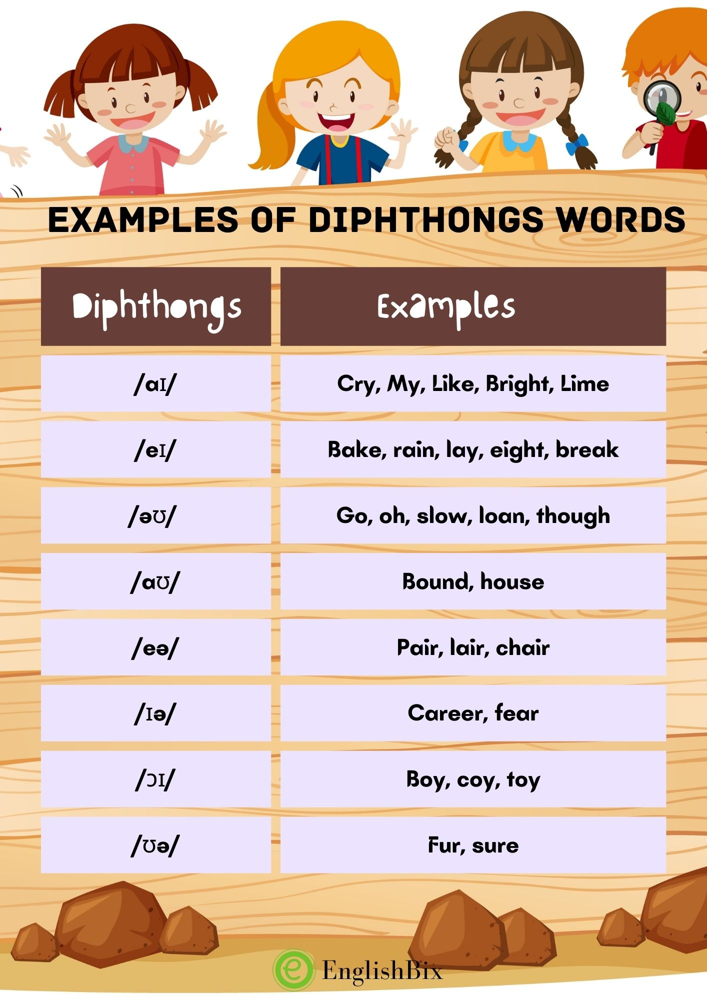 EXAMPLES OF DIPHTHONGS WORDS
Diphthongs Examples
/aɪ/ Cry, My, Like, Bright, Lime
/eɪ/ Bake, rain, lay, eight, break
/əʊ/ Go, oh, slow, loan, though
/aʊ/ Bound, house
/eə/ Pair, lair, chair
/ɪə/ Career, fear
/ɔɪ/ Boy, coy, toy
/ʊə/ Fur, sure
e EnglishBix